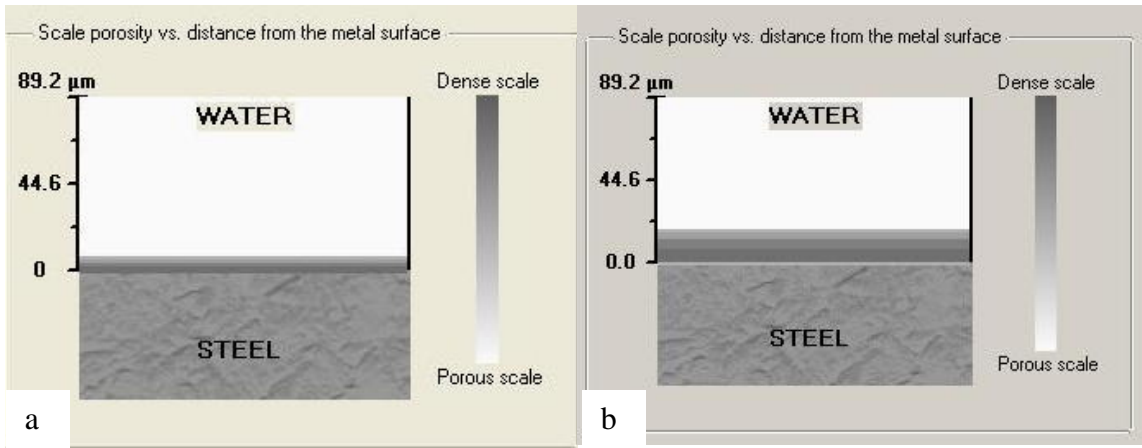 Scale porosity vs. distance from the metal surface
89.2 μm
Dense scale
WATER
44.6
0
STEEL
Porous scale
a
Scale porosity vs. distance from the metal surface
89.2 μm
Dense scale
WATER
44.6
0.0
STEEL
Porous scale
b